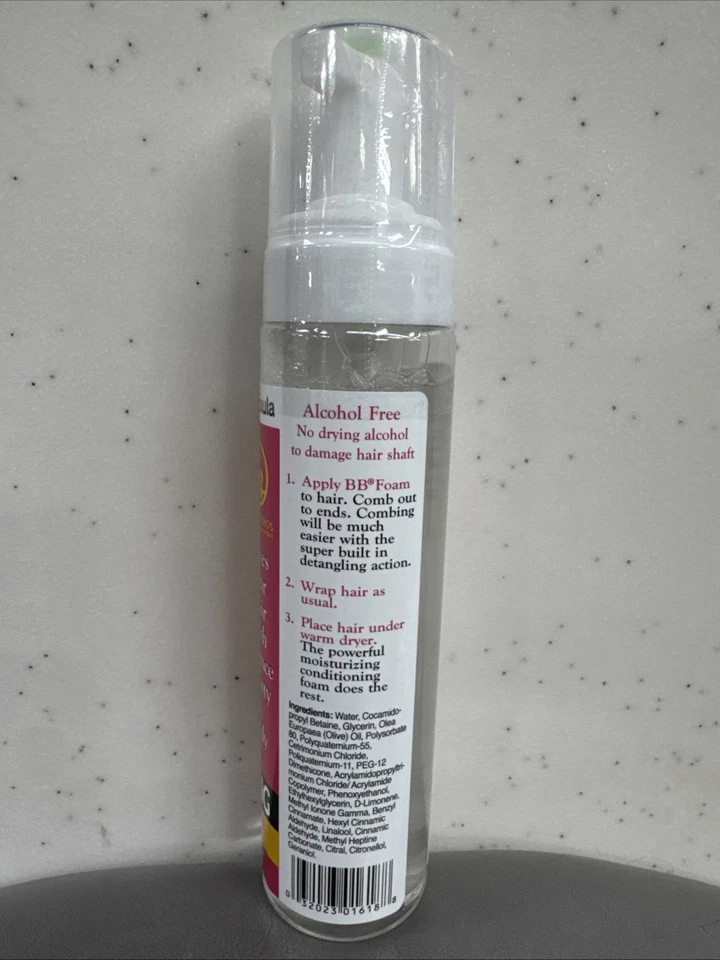 Alcohol Free
No drying alcohol
to damage hair shaft
1. Apply BB® Foam
to hair. Comb out
to ends. Combing
will be much
easier with the
super built in
detangling action.
2. Wrap hair as
usual.
3. Place hair under
warm dryer.
The powerful
moisturizing
conditioning
foam does the
rest.
Ingredients: Water, Cocamido-
propyl Betaine, Glycerin, Olea
Europaea (Olive) Oil, Polysorbate
80, Polyquaternium-55,
Cetrimonium Chloride,
Poliquaternium-11, PEG-12
Dimethicone, Acrylamidopropyltri-
monium Chloride/ Acrylamide
Copolymer, Phenoxyethanol,
Ethylhexylglycerin, D-Limonene,
Methyl Ionone Gamma, Benzyl
Cinnamate, Hexyl Cinnamic
Aldehyde, Linalool, Cinnamic
Aldehyde, Methyl Heptine
Carbonate, Citral, Citronellol,
Geraniol.
0 32023 01618 8